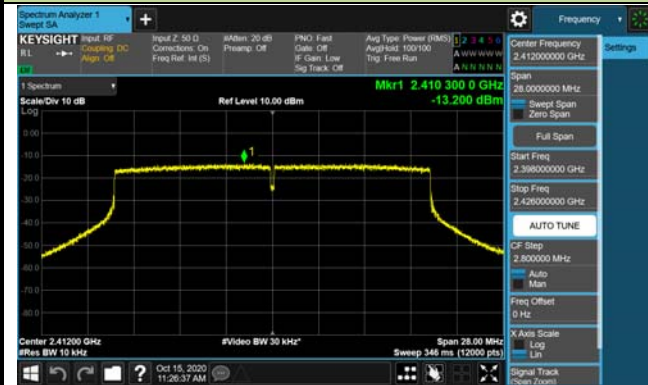 Spectrum Analyzer 1
Swept SA
+
Frequency
KEYSIGHT
RL
Input: RF
Coupling: DC
Align: Off
Input Z: 50 Ω
Corrections: On
Freq Ref: Int (S)
#Atten: 20 dB
Preamp: Off
PNO: Fast
Gate: Off
IF Gain: Low
Sig Track: Off
Avg Type: Power (RMS)
Avg|Hold: 100/100
Trig: Free Run
1 2 3 4 5 6
A W W W W W
A N N N N N
1 Spectrum
Scale/Div 10 dB
Log
Ref Level 10.00 dBm
Mkr1 2.410 300 0 GHz
-13.200 dBm
0.00
-10.0
-20.0
-30.0
-40.0
-50.0
-60.0
-70.0
-80.0
1
Center 2.41200 GHz
#Res BW 10 kHz
#Video BW 30 kHz*
Span 28.00 MHz
Sweep 346 ms (12000 pts)
Oct 15, 2020
11:26:37 AM
Settings
Center Frequency
2.412000000 GHz
Span
28.0000000 MHz
Swept Span
Zero Span
Full Span
Start Freq
2.398000000 GHz
Stop Freq
2.426000000 GHz
AUTO TUNE
CF Step
2.800000 MHz
Auto
Man
Freq Offset
0 Hz
X Axis Scale
Log
Lin
Signal Track
(Span Zoom)